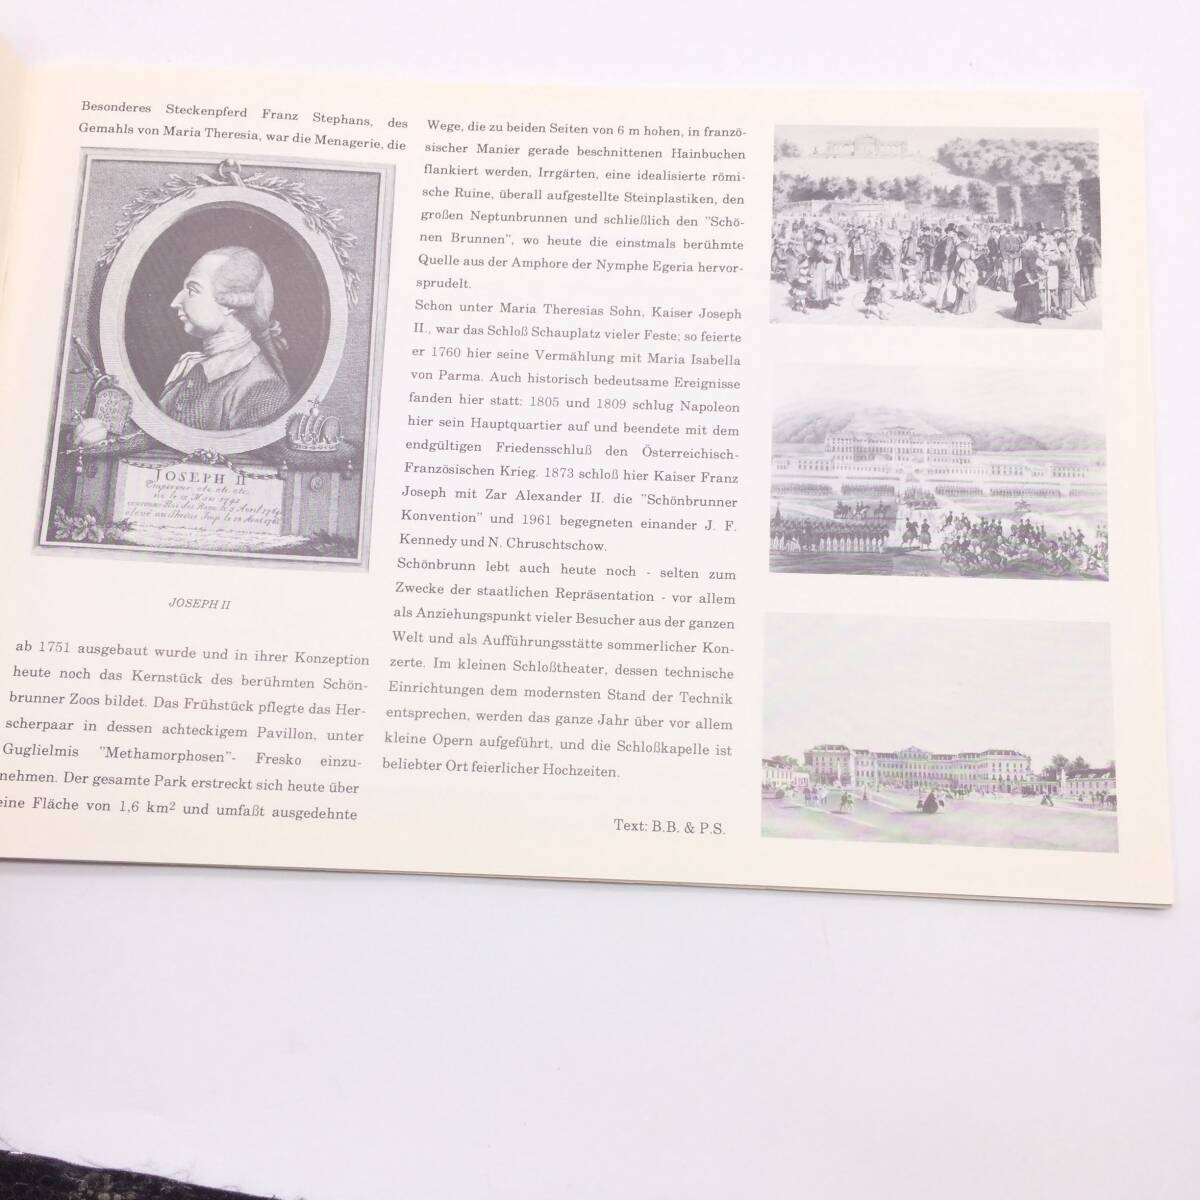 Besonderes Steckenpferd Franz Stephans, des
Gemahls von Maria Theresia, war die Menagerie, die
JOSEPH II
Empereur etc. etc. etc.
JOSEPH II
ab 1751 ausgebaut wurde und in ihrer Konzeption
heute noch das Kernstück des berühmten Schön-
brunner Zoos bildet. Das Frühstück pflegte das Her-
scherpaar in dessen achteckigem Pavillon, unter
Guglielmis "Methamorphosen"- Fresko einzu-
nehmen. Der gesamte Park erstreckt sich heute über
eine Fläche von 1,6 km² und umfaßt ausgedehnte
Wege, die zu beiden Seiten von 6 m hohen, in franzö-
sischer Manier gerade beschnittenen Hainbuchen
flankiert werden, Irrgärten, eine idealisierte römi-
sche Ruine, überall aufgestellte Steinplastiken, den
großen Neptunbrunnen und schließlich den "Schö-
nen Brunnen", wo heute die einstmals berühmte
Quelle aus der Amphore der Nymphe Egeria hervor-
sprudelt.
Schon unter Maria Theresias Sohn, Kaiser Joseph
II., war das Schloß Schauplatz vieler Feste; so feierte
er 1760 hier seine Vermählung mit Maria Isabella
von Parma. Auch historisch bedeutsame Ereignisse
fanden hier statt: 1805 und 1809 schlug Napoleon
hier sein Hauptquartier auf und beendete mit dem
endgültigen Friedensschluß den Österreichisch-
Französischen Krieg. 1873 schloß hier Kaiser Franz
Joseph mit Zar Alexander II. die "Schönbrunner
Konvention" und 1961 begegneten einander J. F.
Kennedy und N. Chruschtschow.
Schönbrunn lebt auch heute noch - selten zum
Zwecke der staatlichen Repräsentation - vor allem
als Anziehungspunkt vieler Besucher aus der ganzen
Welt und als Aufführungsstätte sommerlicher Kon-
zerte. Im kleinen Schloßtheater, dessen technische
Einrichtungen dem modernsten Stand der Technik
entsprechen, werden das ganze Jahr über vor allem
kleine Opern aufgeführt, und die Schloßkapelle ist
beliebter Ort feierlicher Hochzeiten.
Text: B.B. & P.S.